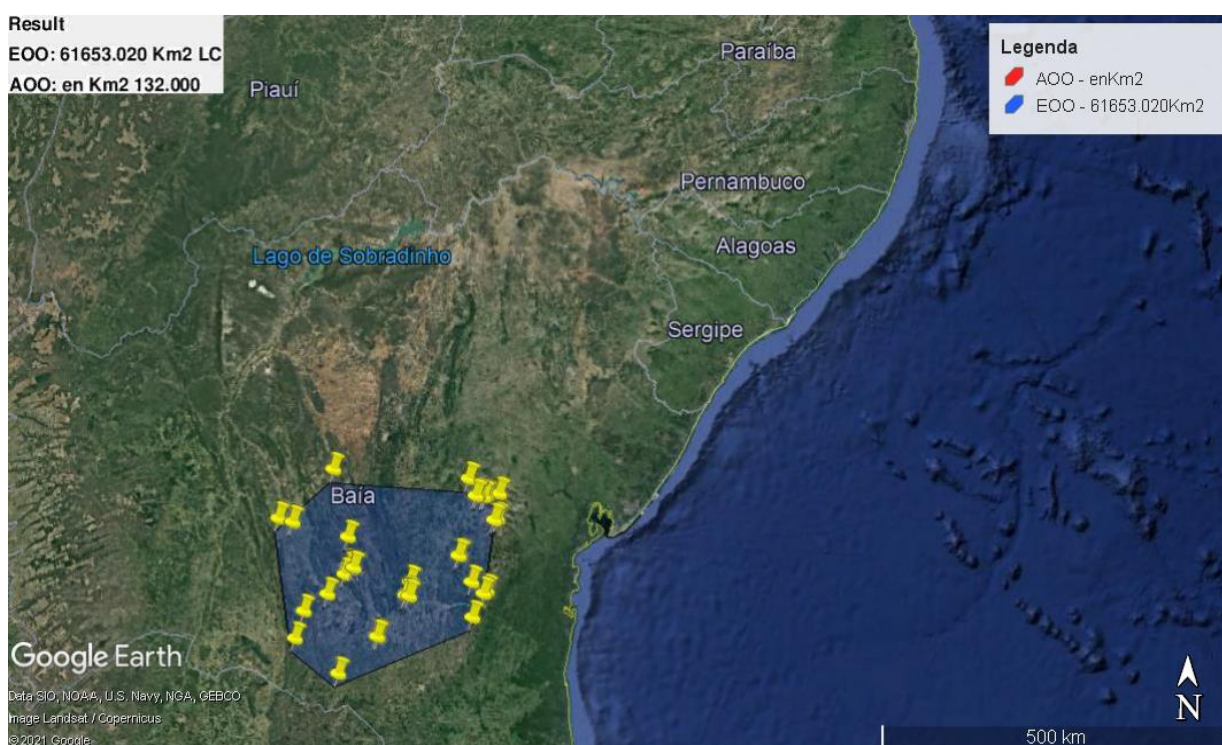 Result
EOO: 61653.020 Km2 LC
AOO: en Km2 132.000
Legenda
AOO - enKm2
EOO - 61653.020Km2
Paraíba
Piauí
Pernambuco
Alagoas
Lago de Sobradinho
Sergipe
Baía
Google Earth
Data SIO, NOAA, U.S. Navy, NGA, GEBCO
Image Landsat / Copernicus
© 2021 Google
N
500 km